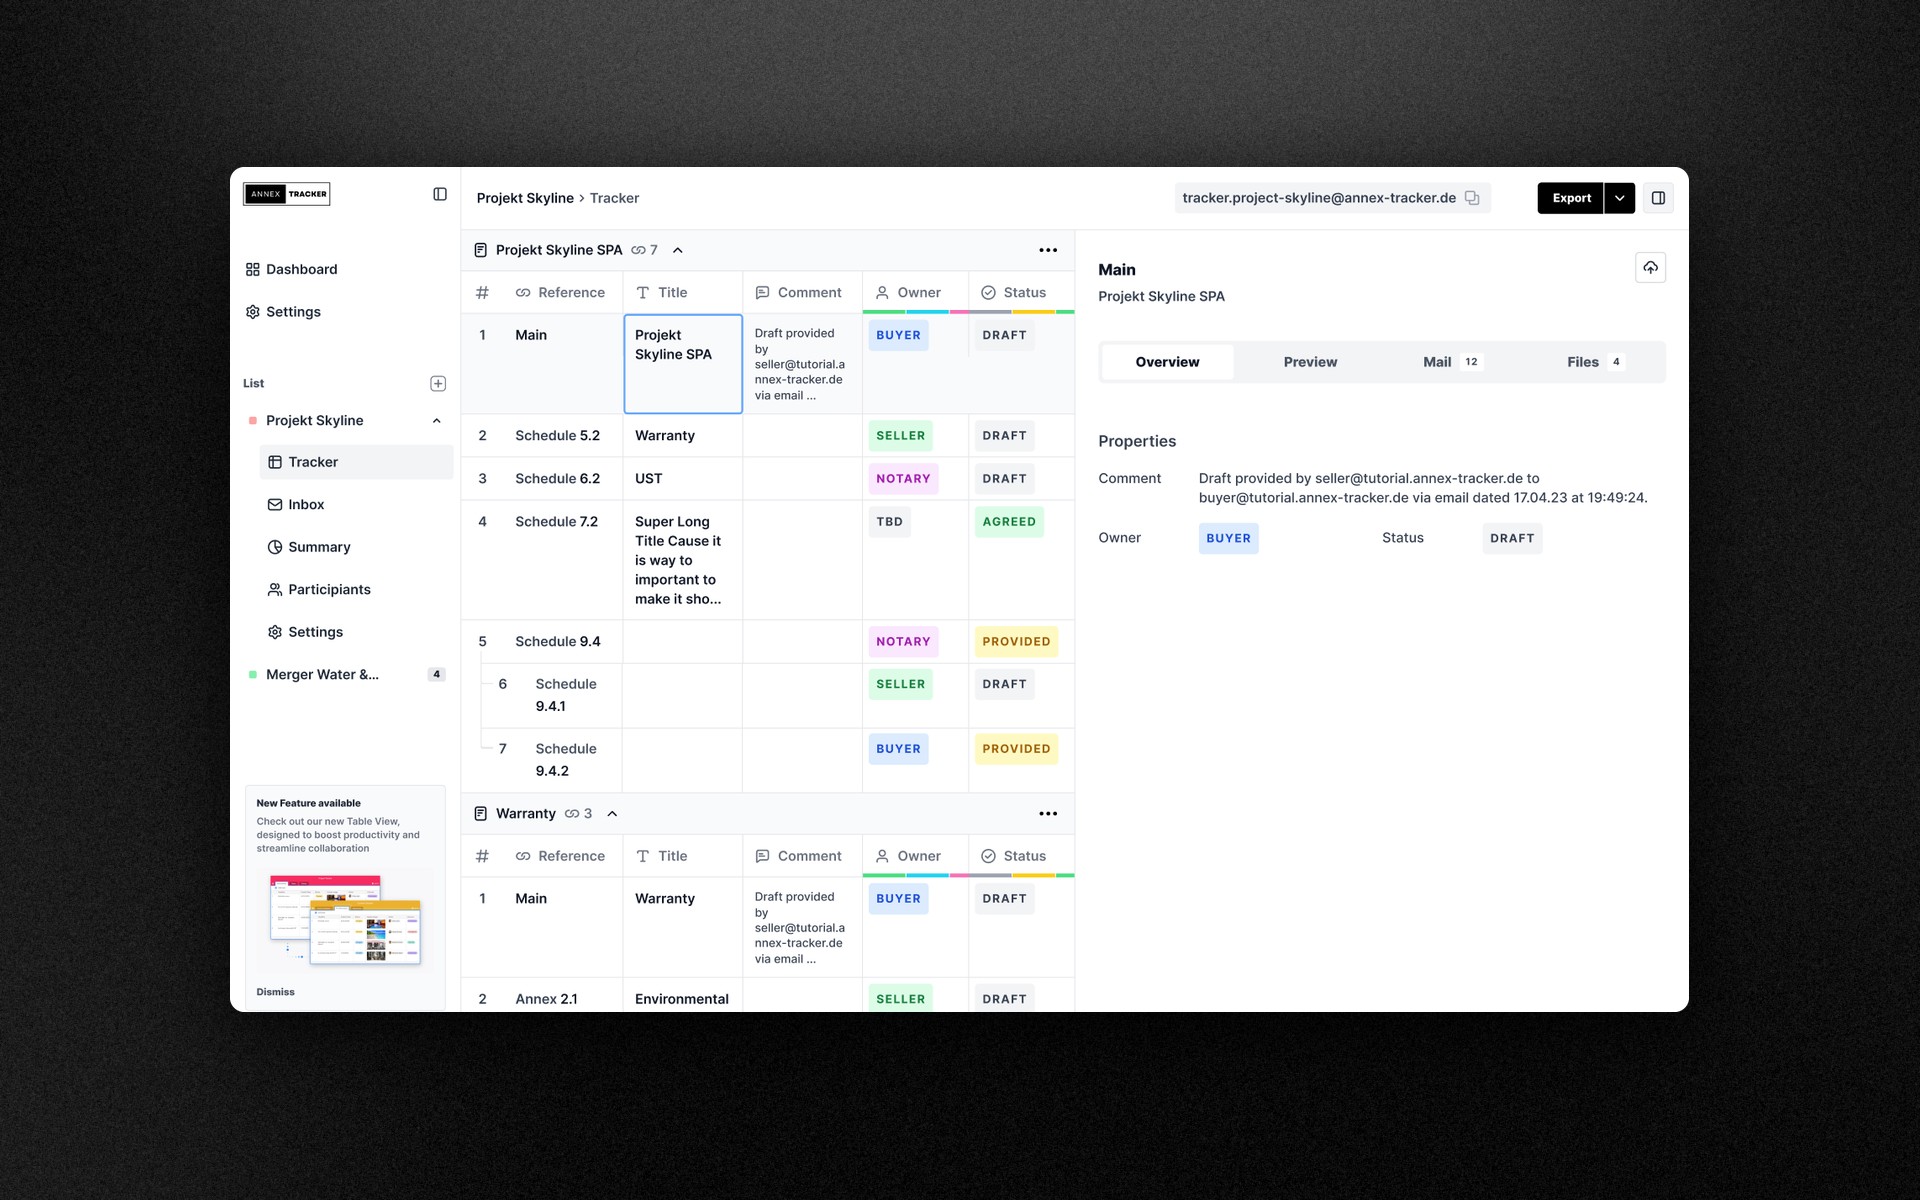 ANNEX TRACKER
Projekt Skyline > Tracker
tracker.project-skyline@annex-tracker.de
Export
Dashboard
Settings
List
Projekt Skyline
Tracker
Inbox
Summary
Participiants
Settings
Merger Water &... 4
New Feature available
Check out our new Table View,
designed to boost productivity and
streamline collaboration
Dismiss
Projekt Skyline SPA 7
# Reference Title Comment Owner Status
1 Main
Projekt
Skyline SPA
Draft provided
by
seller@tutorial.a
nnex-tracker.de
via email ...
BUYER DRAFT
2 Schedule 5.2 Warranty SELLER DRAFT
3 Schedule 6.2 UST NOTARY DRAFT
4 Schedule 7.2
Super Long
Title Cause it
is way to
important to
make it sho...
TBD AGREED
5 Schedule 9.4 NOTARY PROVIDED
6 Schedule
9.4.1
SELLER DRAFT
7 Schedule
9.4.2
BUYER PROVIDED
Warranty 3
# Reference Title Comment Owner Status
1 Main Warranty
Draft provided
by
seller@tutorial.a
nnex-tracker.de
via email ...
BUYER DRAFT
2 Annex 2.1 Environmental SELLER DRAFT
Main
Projekt Skyline SPA
Overview Preview Mail 12 Files 4
Properties
Comment
Draft provided by seller@tutorial.annex-tracker.de to
buyer@tutorial.annex-tracker.de via email dated 17.04.23 at 19:49:24.
Owner BUYER Status DRAFT